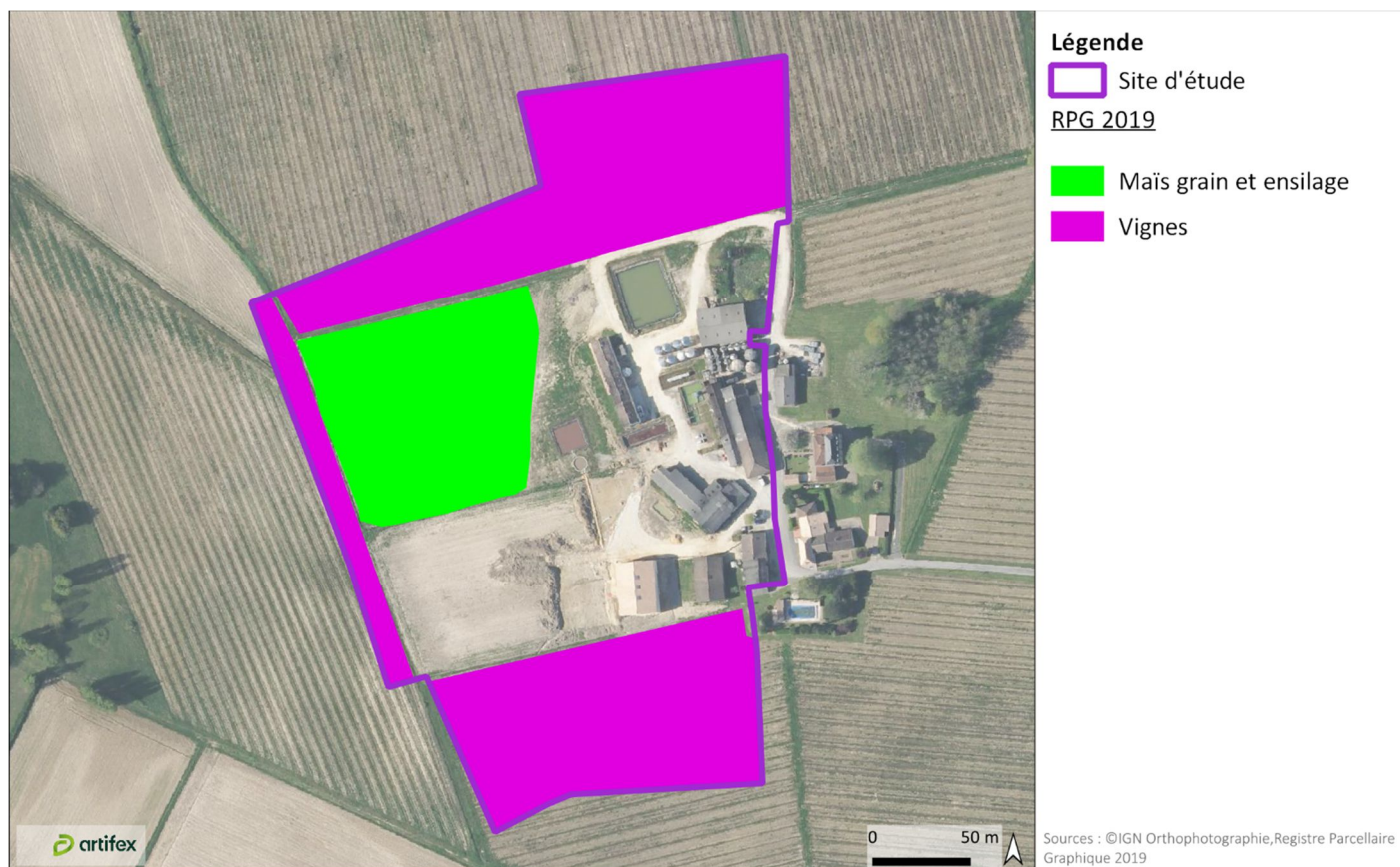 Légende
Site d'étude
RPG 2019
Maïs grain et ensilage
Vignes
artifex
0 50 m
Sources : ©IGN Orthophotographie,Registre Parcellaire
Graphique 2019